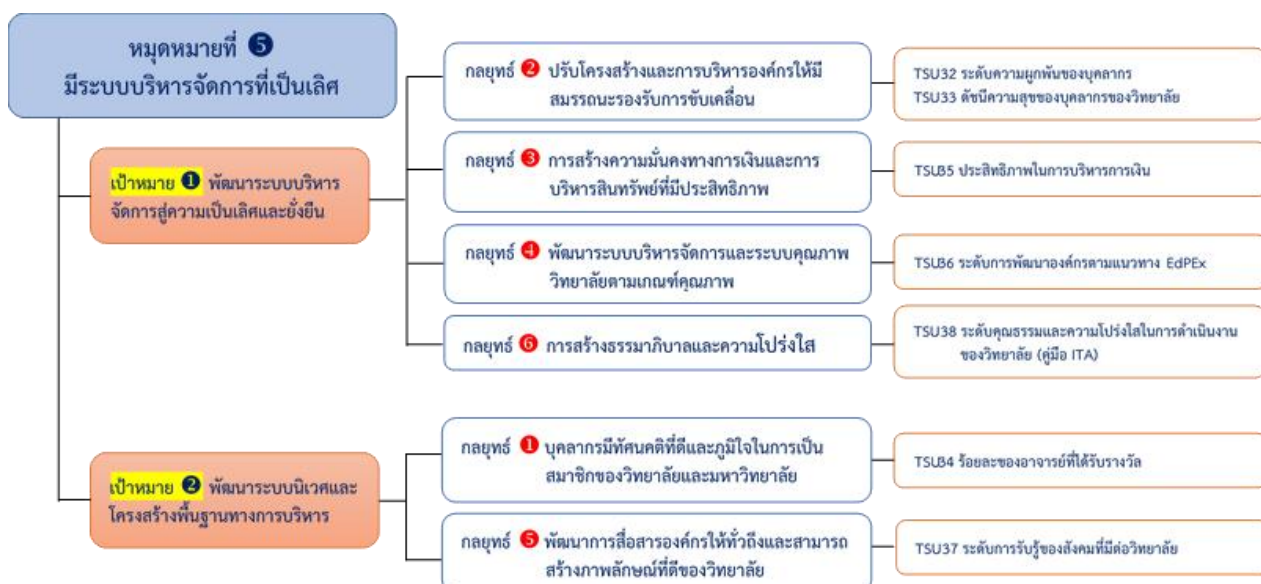 หมุดหมายที่ ❺
มีระบบบริหารจัดการที่เป็นเลิศ
เป้าหมาย ❶ พัฒนาระบบบริหาร
จัดการสู่ความเป็นเลิศและยั่งยืน
กลยุทธ์ ❷ ปรับโครงสร้างและการบริหารองค์กรให้มี
สมรรถนะรองรับการขับเคลื่อน
TSU32 ระดับความผูกพันของบุคลากร
TSU33 ดัชนีความสุขของบุคลากรของวิทยาลัย
กลยุทธ์ ❸ การสร้างความมั่นคงทางการเงินและการ
บริหารสินทรัพย์ที่มีประสิทธิภาพ
TSU35 ประสิทธิภาพในการบริหารการเงิน
กลยุทธ์ ❹ พัฒนาระบบบริหารจัดการและระบบคุณภาพ
วิทยาลัยตามเกณฑ์คุณภาพ
TSU36 ระดับการพัฒนาองค์กรตามแนวทาง EdPEx
กลยุทธ์ ❻ การสร้างธรรมาภิบาลและความโปร่งใส
TSU38 ระดับคุณธรรมและความโปร่งใสในการดำเนินงาน
ของวิทยาลัย (คู่มือ ITA)
เป้าหมาย ❷ พัฒนาระบบนิเวศและ
โครงสร้างพื้นฐานทางการบริหาร
กลยุทธ์ ❶ บุคลากรมีทัศนคติที่ดีและภูมิใจในการเป็น
สมาชิกของวิทยาลัยและมหาวิทยาลัย
TSU34 ร้อยละของอาจารย์ที่ได้รับรางวัล
กลยุทธ์ ❺ พัฒนาการสื่อสารองค์กรให้ทั่วถึงและสามารถ
สร้างภาพลักษณ์ที่ดีของวิทยาลัย
TSU37 ระดับการรับรู้ของสังคมที่มีต่อวิทยาลัย